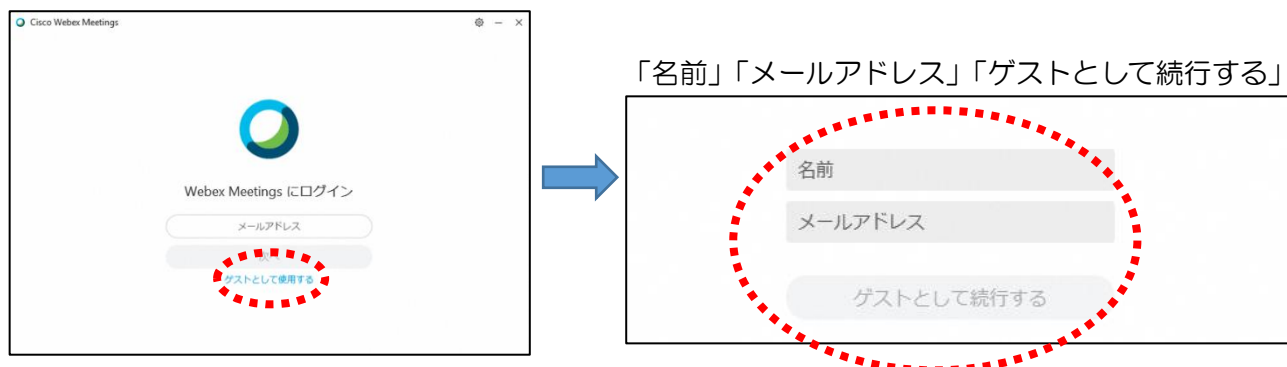 Cisco Webex Meetings
Webex Meetings にログイン
メールアドレス
ゲストとして使用する
「名前」「メールアドレス」「ゲストとして続行する」
名前
メールアドレス
ゲストとして続行する